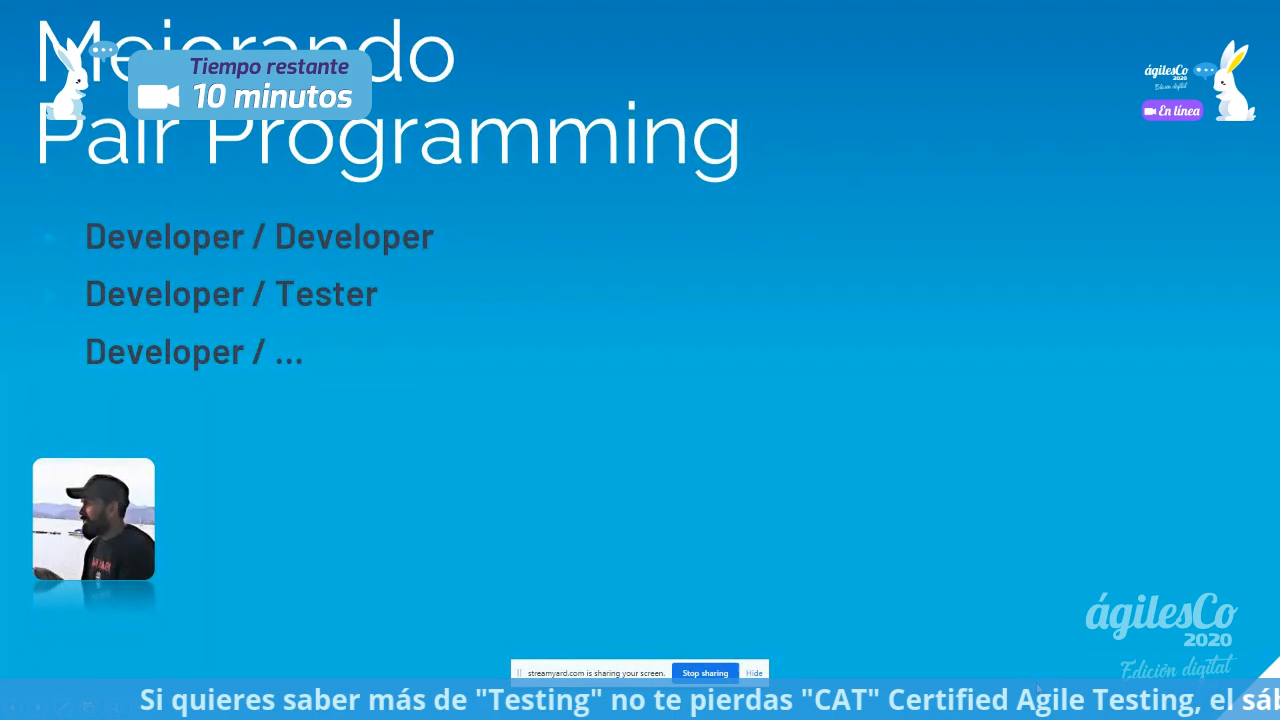 Mejorando
Tiempo restante
10 minutos
Pair Programming
ágilesCo
2020
Edición digital
En línea
Developer / Developer
Developer / Tester
Developer / ...
ágilesCo
2020
Edición digital
streamyard.com is sharing your screen.
Stop sharing
Hide
Si quieres saber más de "Testing" no te pierdas "CAT" Certified Agile Testing, el sáb